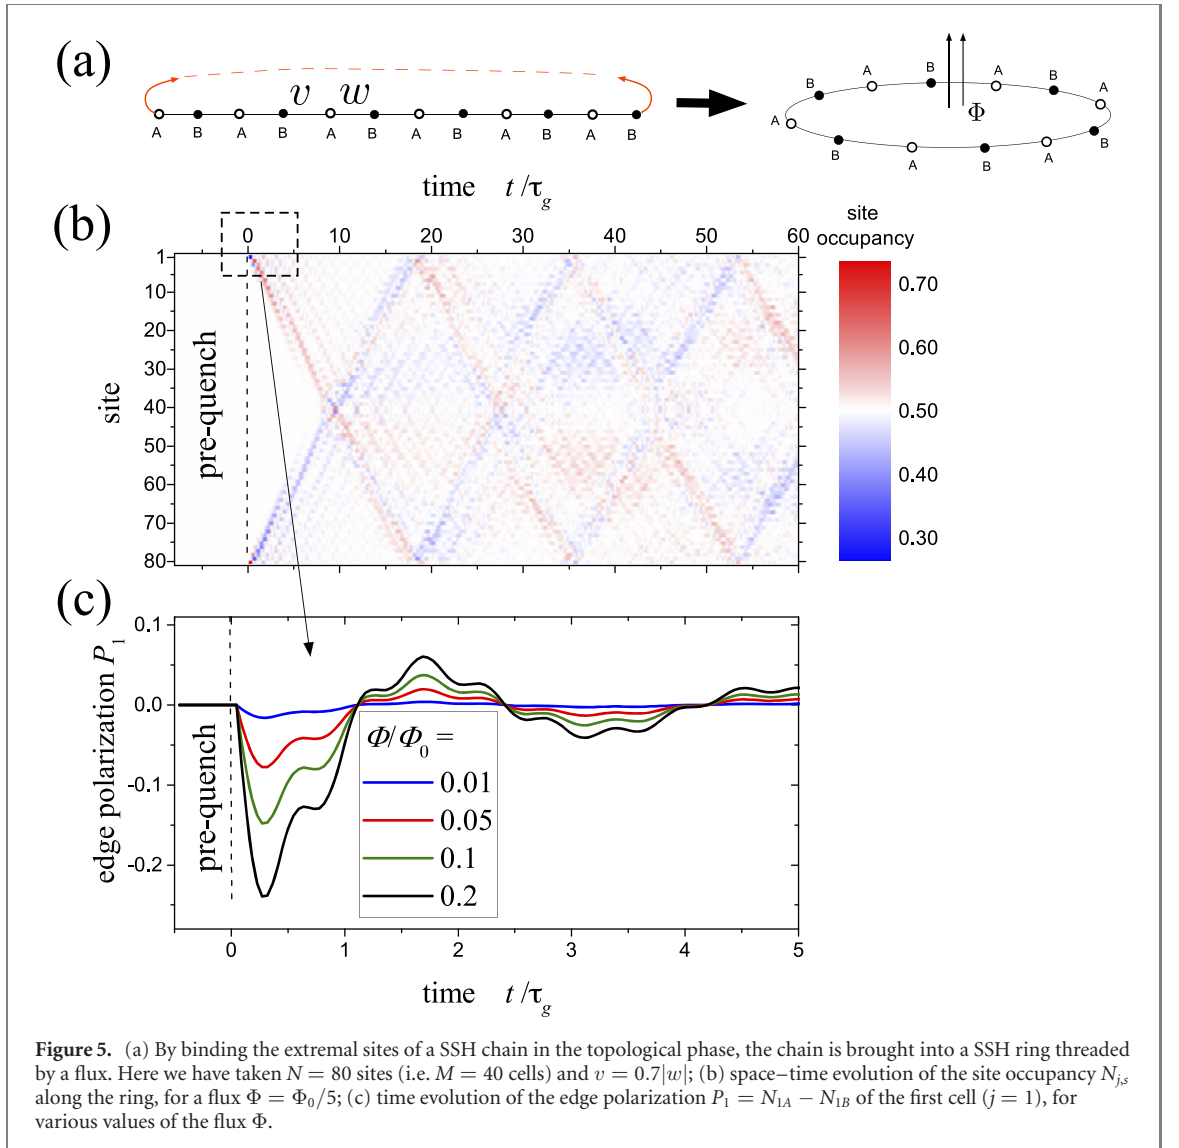 (a)
v w
A B A B A B A B A B A B
A B A B A B A B A B A B
Φ
time t/τg
(b)
site occupancy
0 10 20 30 40 50 60
1
10
20
30
40
50
60
70
80
site
pre-quench
0.70
0.60
0.50
0.40
0.30
(c)
0.1
0.0
-0.1
-0.2
edge polarization P1
pre-quench
Φ/Φ0 =
0.01
0.05
0.1
0.2
0 1 2 3 4 5
time t/τg
Figure 5. (a) By binding the extremal sites of a SSH chain in the topological phase, the chain is brought into a SSH ring threaded
by a flux. Here we have taken N = 80 sites (i.e. M = 40 cells) and v = 0.7|w|; (b) space–time evolution of the site occupancy Nj,s
along the ring, for a flux Φ = Φ0/5; (c) time evolution of the edge polarization P1 = N1A − N1B of the first cell (j = 1), for
various values of the flux Φ.